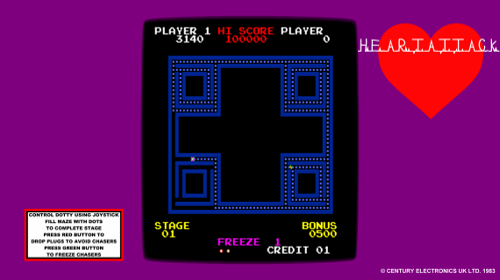 PLAYER 1 HI SCORE PLAYER
3140 100000 0
HEARTATTACK
STAGE BONUS
01 0500
FREEZE 1
CREDIT 01
CONTROL DOTTY USING JOYSTICK
FILL MAZE WITH DOTS
TO COMPLETE STAGE
PRESS RED BUTTON TO
DROP PLUGS TO AVOID CHASERS
PRESS GREEN BUTTON
TO FREEZE CHASERS
© CENTURY ELECTRONICS UK LTD. 1983